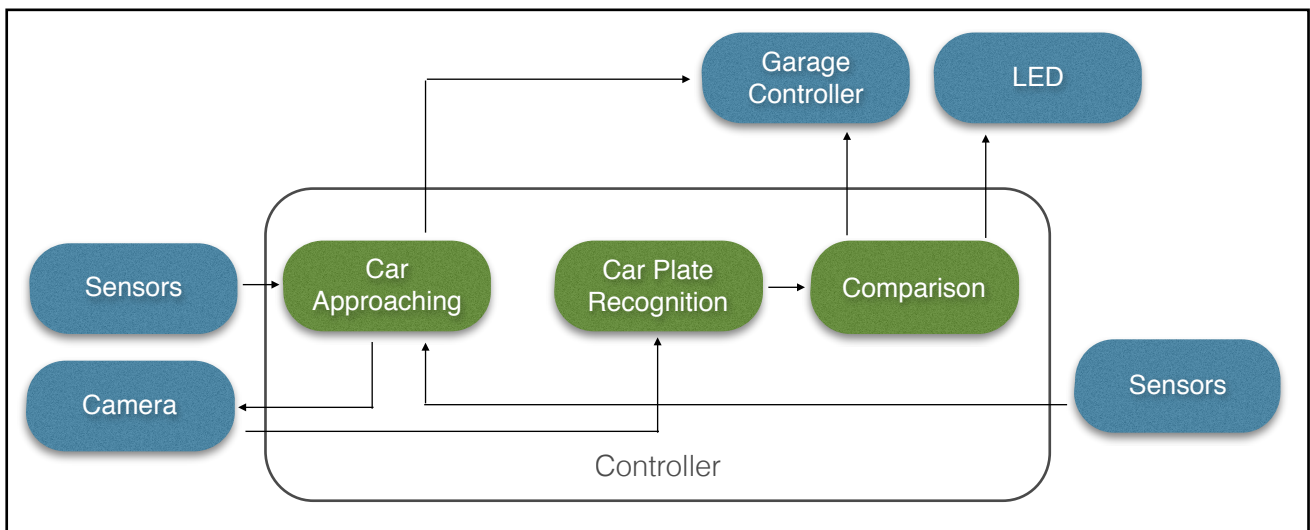 Garage
Controller
LED
Sensors
Car
Approaching
Car Plate
Recognition
Comparison
Camera
Sensors
Controller